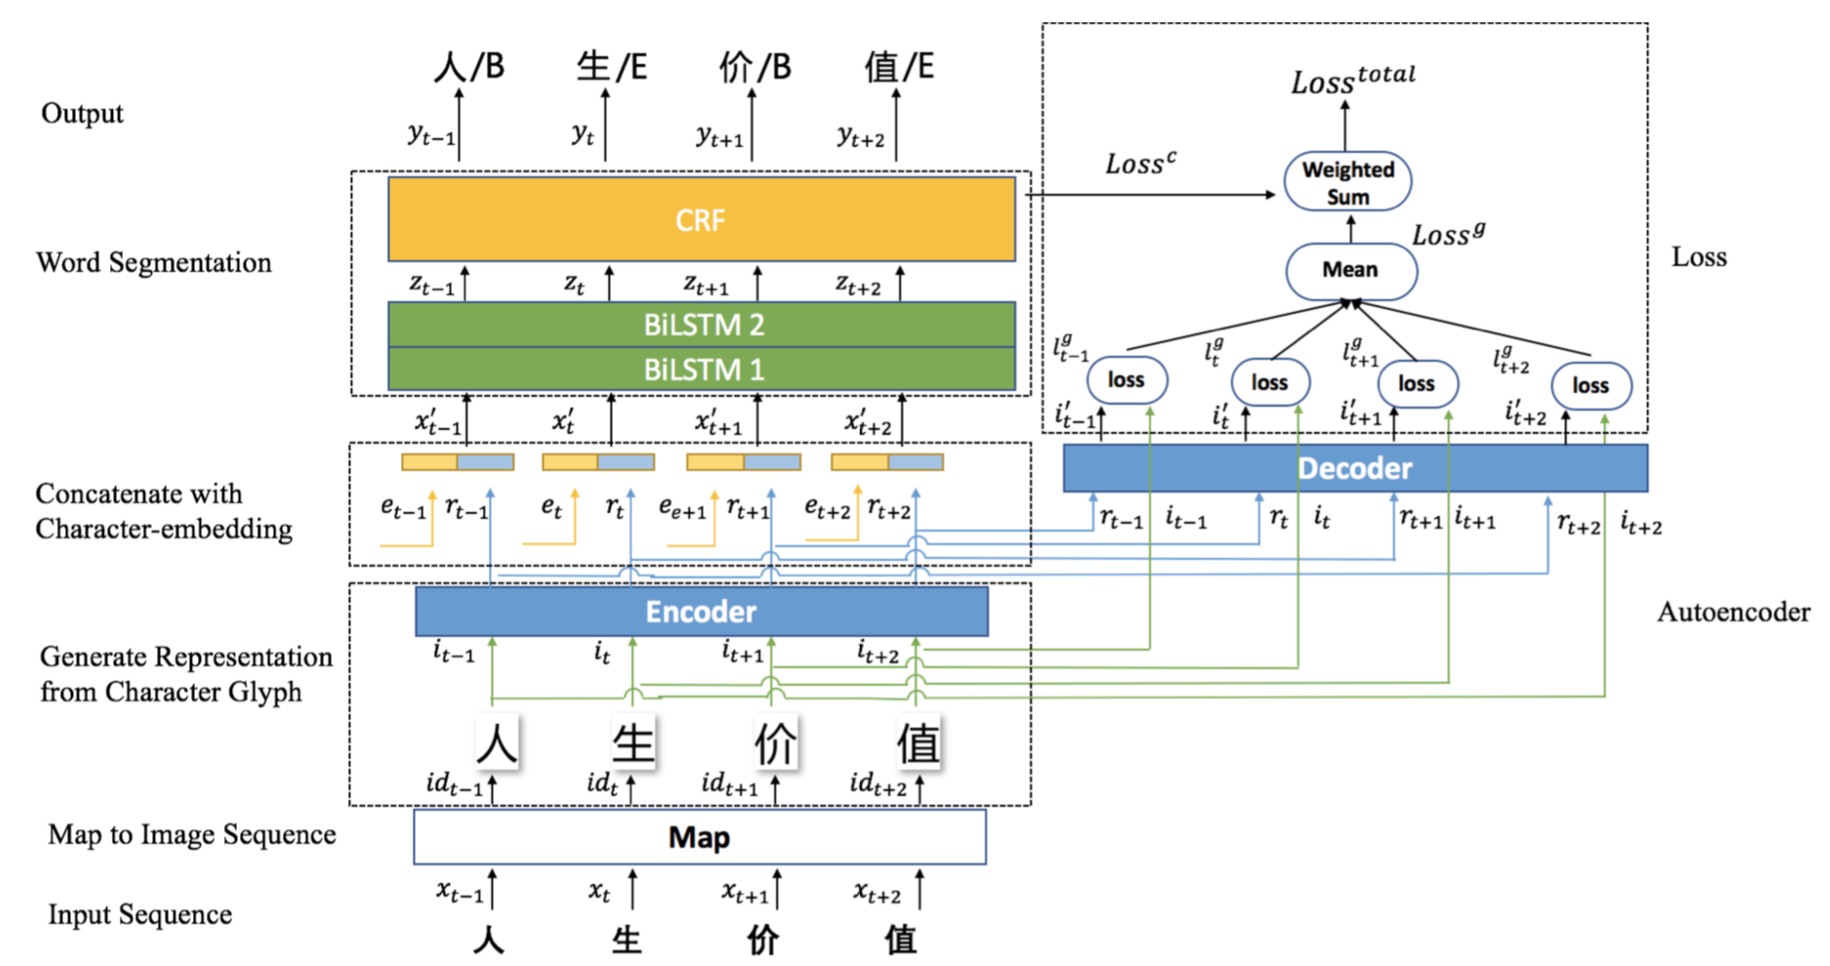 人/B 生/E 价/B 值/E
Output
y_{t-1} y_t y_{t+1} y_{t+2}
CRF
Word Segmentation
z_{t-1} z_t z_{t+1} z_{t+2}
BiLSTM 2
BiLSTM 1
x'_{t-1} x'_t x'_{t+1} x'_{t+2}
Concatenate with
Character-embedding
e_{t-1} r_{t-1} e_t r_t e_{e+1} r_{t+1} e_{t+2} r_{t+2}
Encoder
i_{t-1} i_t i_{t+1} i_{t+2}
Generate Representation
from Character Glyph
人 生 价 值
id_{t-1} id_t id_{t+1} id_{t+2}
Map to Image Sequence
Map
x_{t-1} x_t x_{t+1} x_{t+2}
Input Sequence
人 生 价 值
Loss^{total}
Loss^c
Weighted
Sum
Loss^g
Mean
Loss
l^g_{t-1} l^g_t l^g_{t+1} l^g_{t+2}
loss loss loss loss
i'_{t-1} i'_t i'_{t+1} i'_{t+2}
Decoder
r_{t-1} i_{t-1} r_t i_t r_{t+1} i_{t+1} r_{t+2} i_{t+2}
Autoencoder